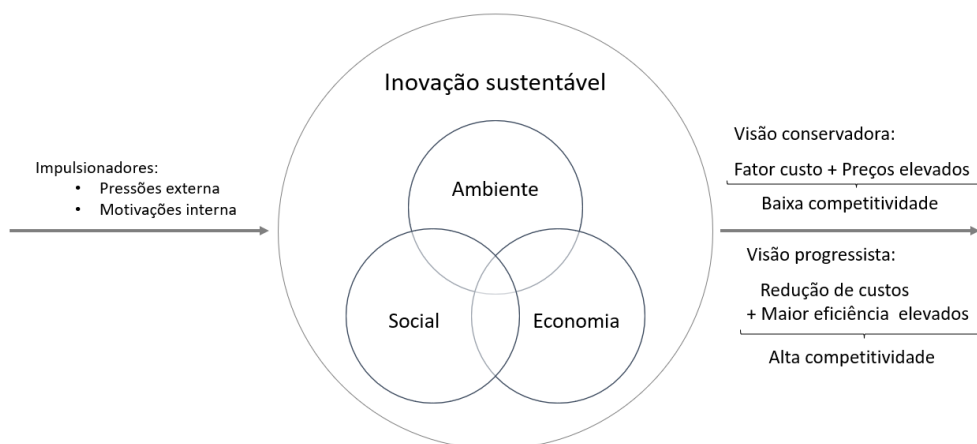 Inovação sustentável
Impulsionadores:
• Pressões externa
• Motivações interna
Ambiente
Social
Economia
Visão conservadora:
Fator custo + Preços elevados
Baixa competitividade
Visão progressista:
Redução de custos
+ Maior eficiência elevados
Alta competitividade